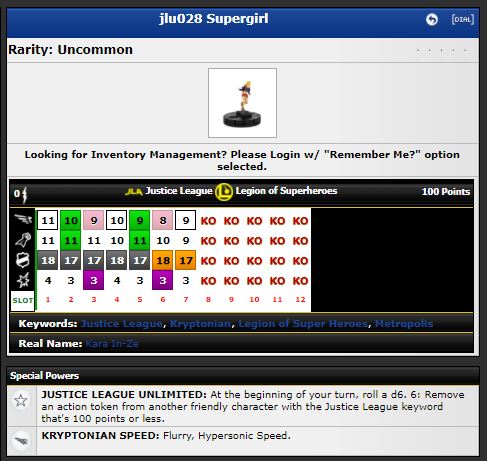 jlu028 Supergirl [DIAL]
Rarity: Uncommon
Looking for Inventory Management? Please Login w/ "Remember Me?" option
selected.
0 JLA Justice League L Legion of Superheroes 100 Points
11 10 9 10 9 8 9 KO KO KO KO KO
11 11 11 10 11 10 9 KO KO KO KO KO
18 17 17 17 17 18 17 KO KO KO KO KO
4 3 3 4 3 3 3 KO KO KO KO KO
SLOT 1 2 3 4 5 6 7 8 9 10 11 12
Keywords: Justice League, Kryptonian, Legion of Super Heroes, Metropolis
Real Name: Kara In-Ze
Special Powers
JUSTICE LEAGUE UNLIMITED: At the beginning of your turn, roll a d6. 6: Remove
an action token from another friendly character with the Justice League keyword
that's 100 points or less.
KRYPTONIAN SPEED: Flurry, Hypersonic Speed.